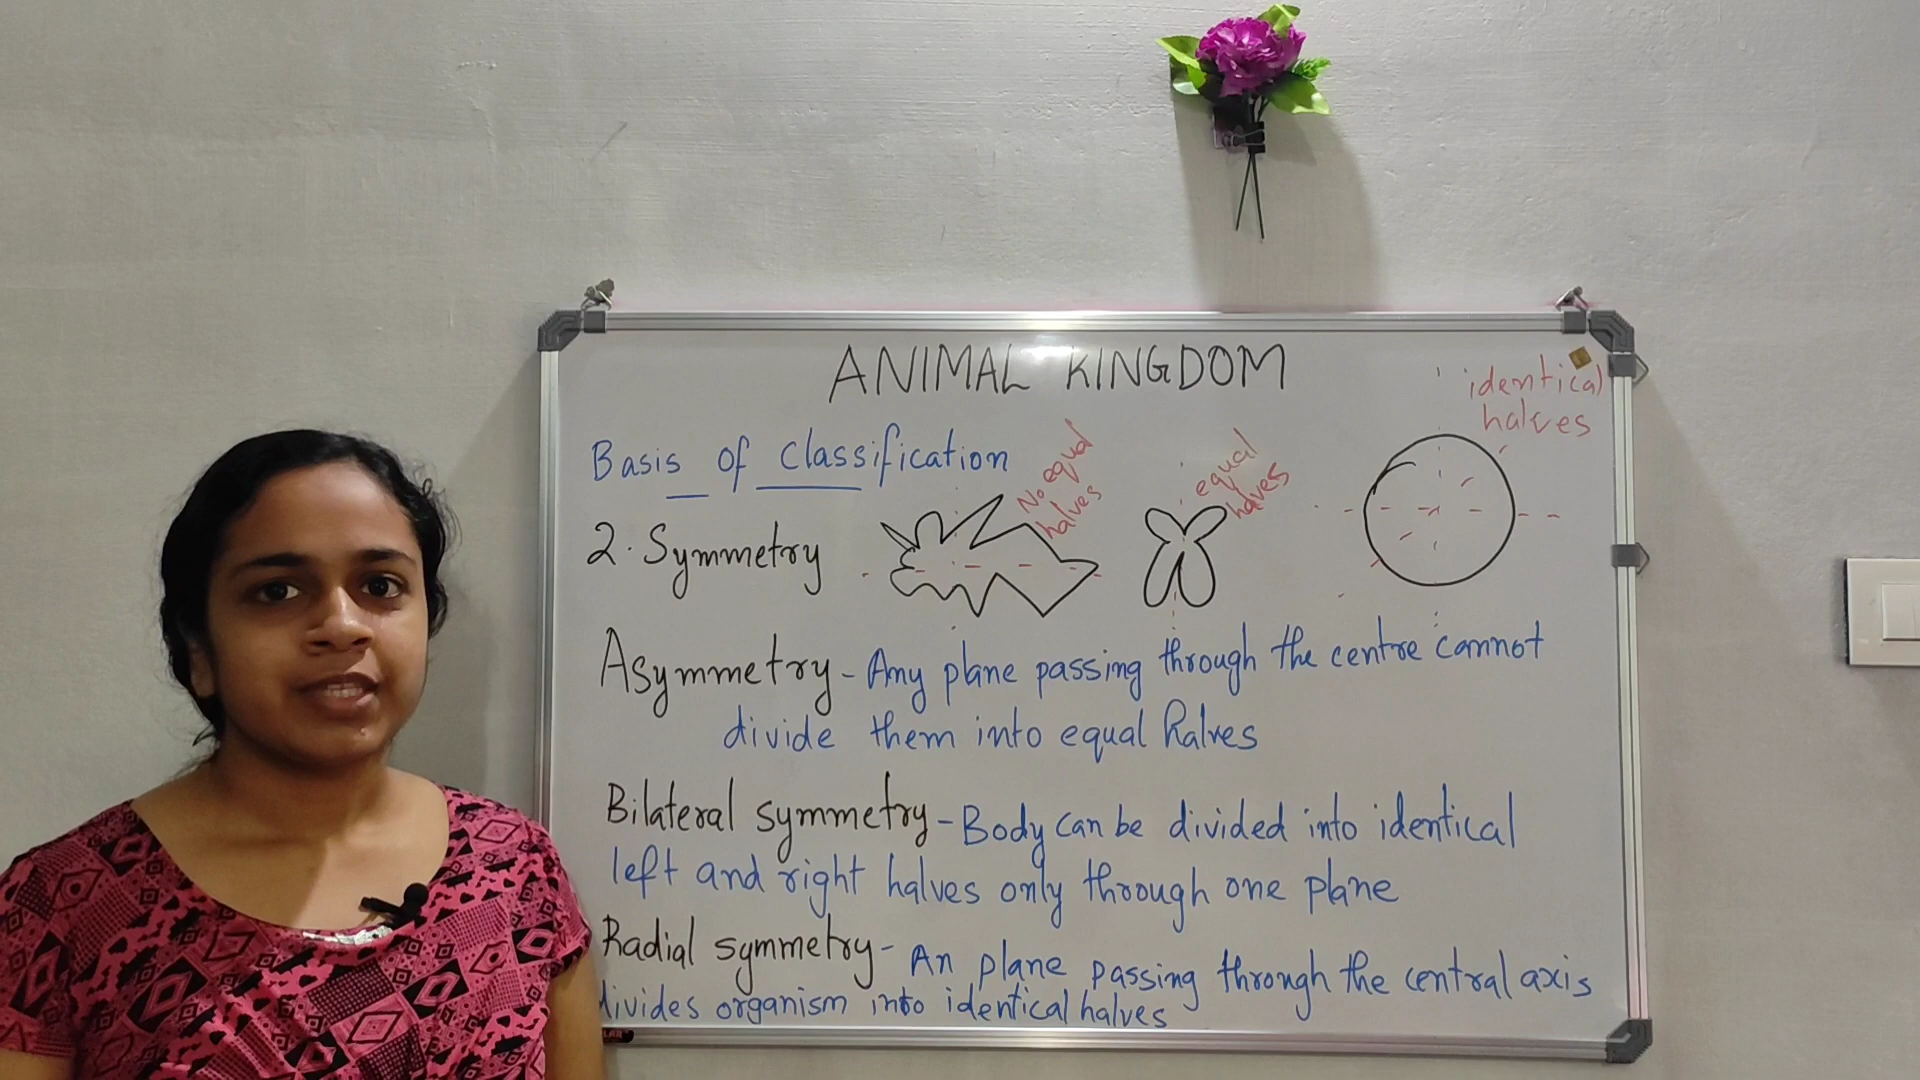 ANIMAL KINGDOM
identical
halves
Basis of classification
No equal
halves
equal
halves
2. Symmetry
Asymmetry - Any plane passing through the centre cannot
divide them into equal halves
Bilateral symmetry - Body can be divided into identical
left and right halves only through one plane
Radial symmetry - An plane passing through the central axis
divides organism into identical halves